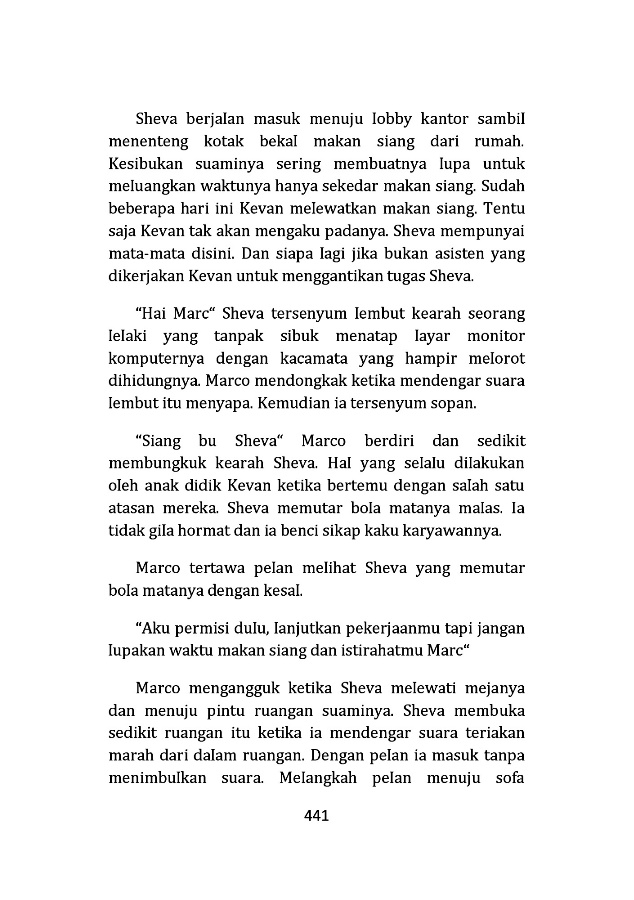 Sheva berjalan masuk menuju lobby kantor sambil
menenteng kotak bekal makan siang dari rumah.
Kesibukan suaminya sering membuatnya lupa untuk
meluangkan waktunya hanya sekedar makan siang. Sudah
beberapa hari ini Kevan melewatkan makan siang. Tentu
saja Kevan tak akan mengaku padanya. Sheva mempunyai
mata-mata disini. Dan siapa lagi jika bukan asisten yang
dikerjakan Kevan untuk menggantikan tugas Sheva.
“Hai Marc“ Sheva tersenyum lembut kearah seorang
lelaki yang tanpak sibuk menatap layar monitor
komputernya dengan kacamata yang hampir melorot
dihidungnya. Marco mendongkak ketika mendengar suara
lembut itu menyapa. Kemudian ia tersenyum sopan.
“Siang bu Sheva“ Marco berdiri dan sedikit
membungkuk kearah Sheva. Hal yang selalu dilakukan
oleh anak didik Kevan ketika bertemu dengan salah satu
atasan mereka. Sheva memutar bola matanya malas. Ia
tidak gila hormat dan ia benci sikap kaku karyawannya.
Marco tertawa pelan melihat Sheva yang memutar
bola matanya dengan kesal.
“Aku permisi dulu, lanjutkan pekerjaanmu tapi jangan
lupakan waktu makan siang dan istirahatmu Marc“
Marco mengangguk ketika Sheva melewati mejanya
dan menuju pintu ruangan suaminya. Sheva membuka
sedikit ruangan itu ketika ia mendengar suara teriakan
marah dari dalam ruangan. Dengan pelan ia masuk tanpa
menimbulkan suara. Melangkah pelan menuju sofa
441